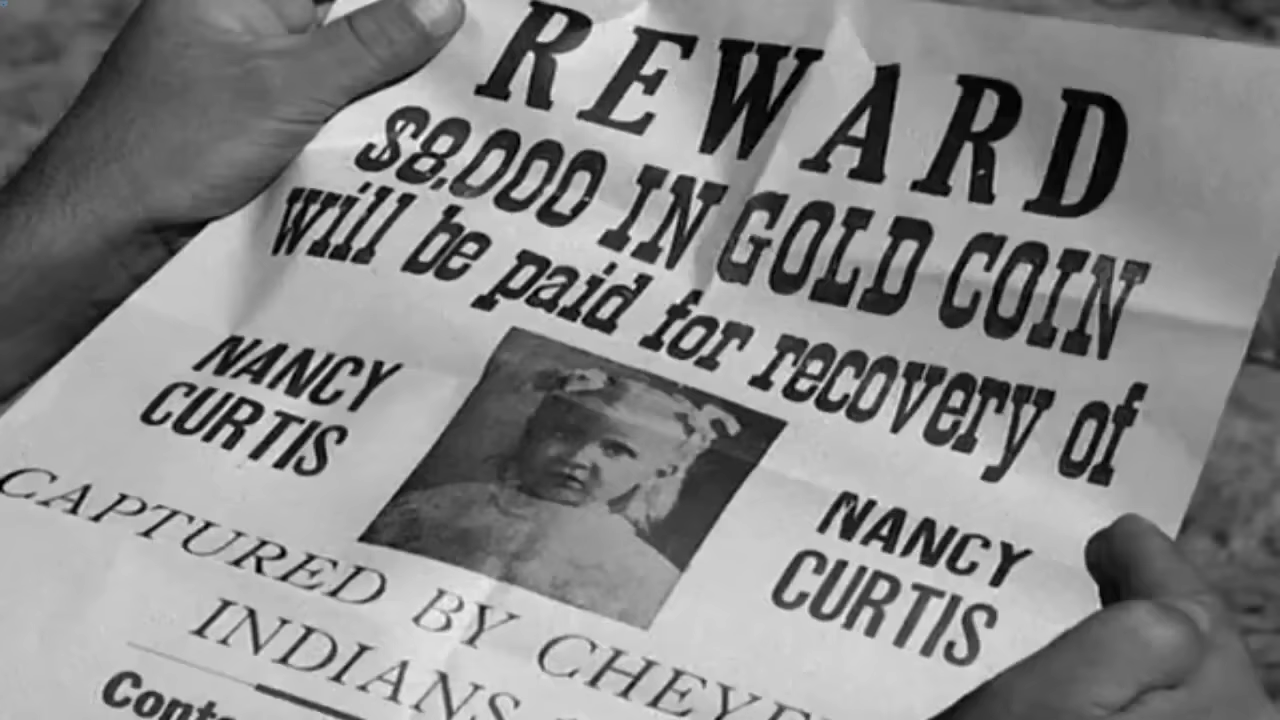 REWARD
$8,000 IN GOLD COIN
will be paid for recovery of
NANCY
CURTIS
NANCY
CURTIS
CAPTURED BY
INDIANS